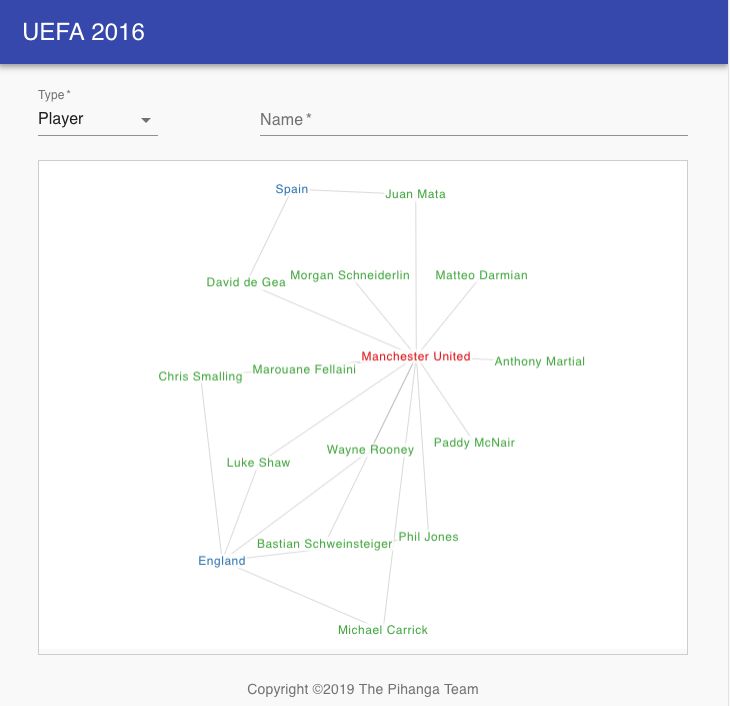 UEFA 2016
Type *
Player
Name *
Spain
Juan Mata
David de Gea
Morgan Schneiderlin
Matteo Darmian
Manchester United
Anthony Martial
Chris Smalling
Marouane Fellaini
Luke Shaw
Wayne Rooney
Paddy McNair
England
Bastian Schweinsteiger
Phil Jones
Michael Carrick
Copyright ©2019 The Pihanga Team